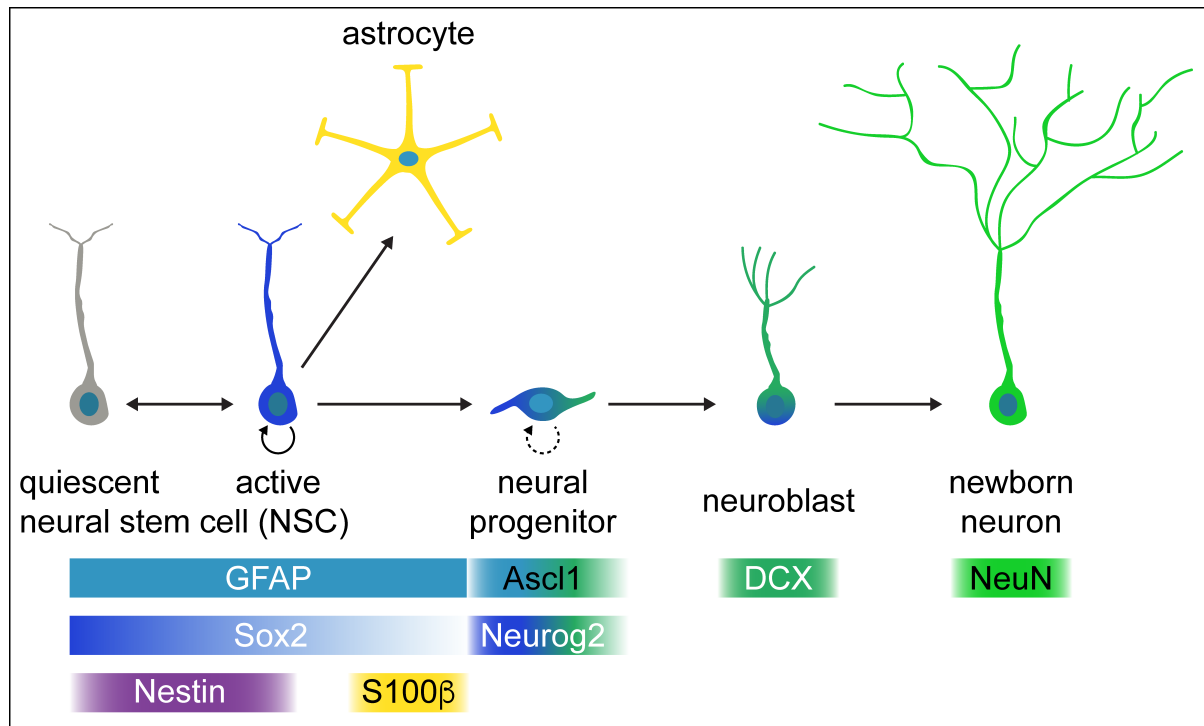 astrocyte
quiescent
neural stem cell (NSC)
active
neural
progenitor
neuroblast
newborn
neuron
GFAP
Ascl1
DCX
NeuN
Sox2
Neurog2
Nestin
S100β